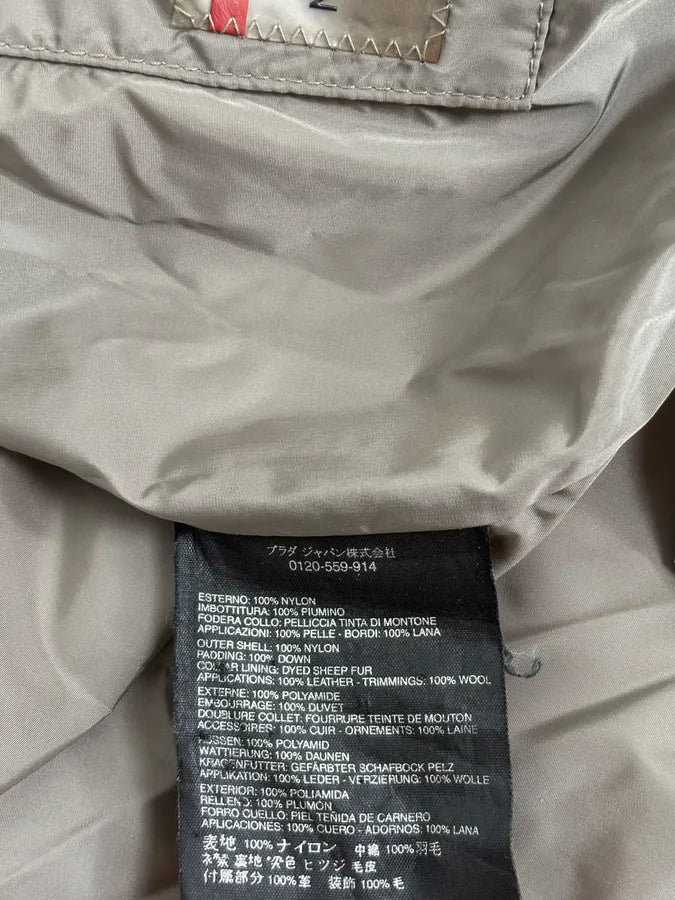 プラダ ジャパン株式会社
0120-559-914
ESTERNO: 100% NYLON
IMBOTTITURA: 100% PIUMINO
FODERA COLLO: PELLICCIA TINTA DI MONTONE
APPLICAZIONI: 100% PELLE - BORDI: 100% LANA
OUTER SHELL: 100% NYLON
PADDING: 100% DOWN
COLLAR LINING: DYED SHEEP FUR
APPLICATIONS: 100% LEATHER - TRIMMINGS: 100% WOOL
EXTERNE: 100% POLYAMIDE
EMBOURRAGE: 100% DUVET
DOUBLURE COLLET: FOURRURE TEINTE DE MOUTON
ACCESSOIRES: 100% CUIR - ORNEMENTS: 100% LAINE
AUSSEN: 100% POLYAMID
WATTIERUNG: 100% DAUNEN
KRAGENFUTTER: GEFÄRBTER SCHAFBOCK PELZ
APPLIKATION: 100% LEDER - VERZIERUNG: 100% WOLLE
EXTERIOR: 100% POLIAMIDA
RELLENO: 100% PLUMÓN
FORRO CUELLO: PIEL TEÑIDA DE CARNERO
APLICACIONES: 100% CUERO - ADORNOS: 100% LANA
表地 100% ナイロン 中綿 100% 羽毛
衿 裏地 染色 ヒツジ 毛皮
付属部分 100% 革 装飾 100% 毛